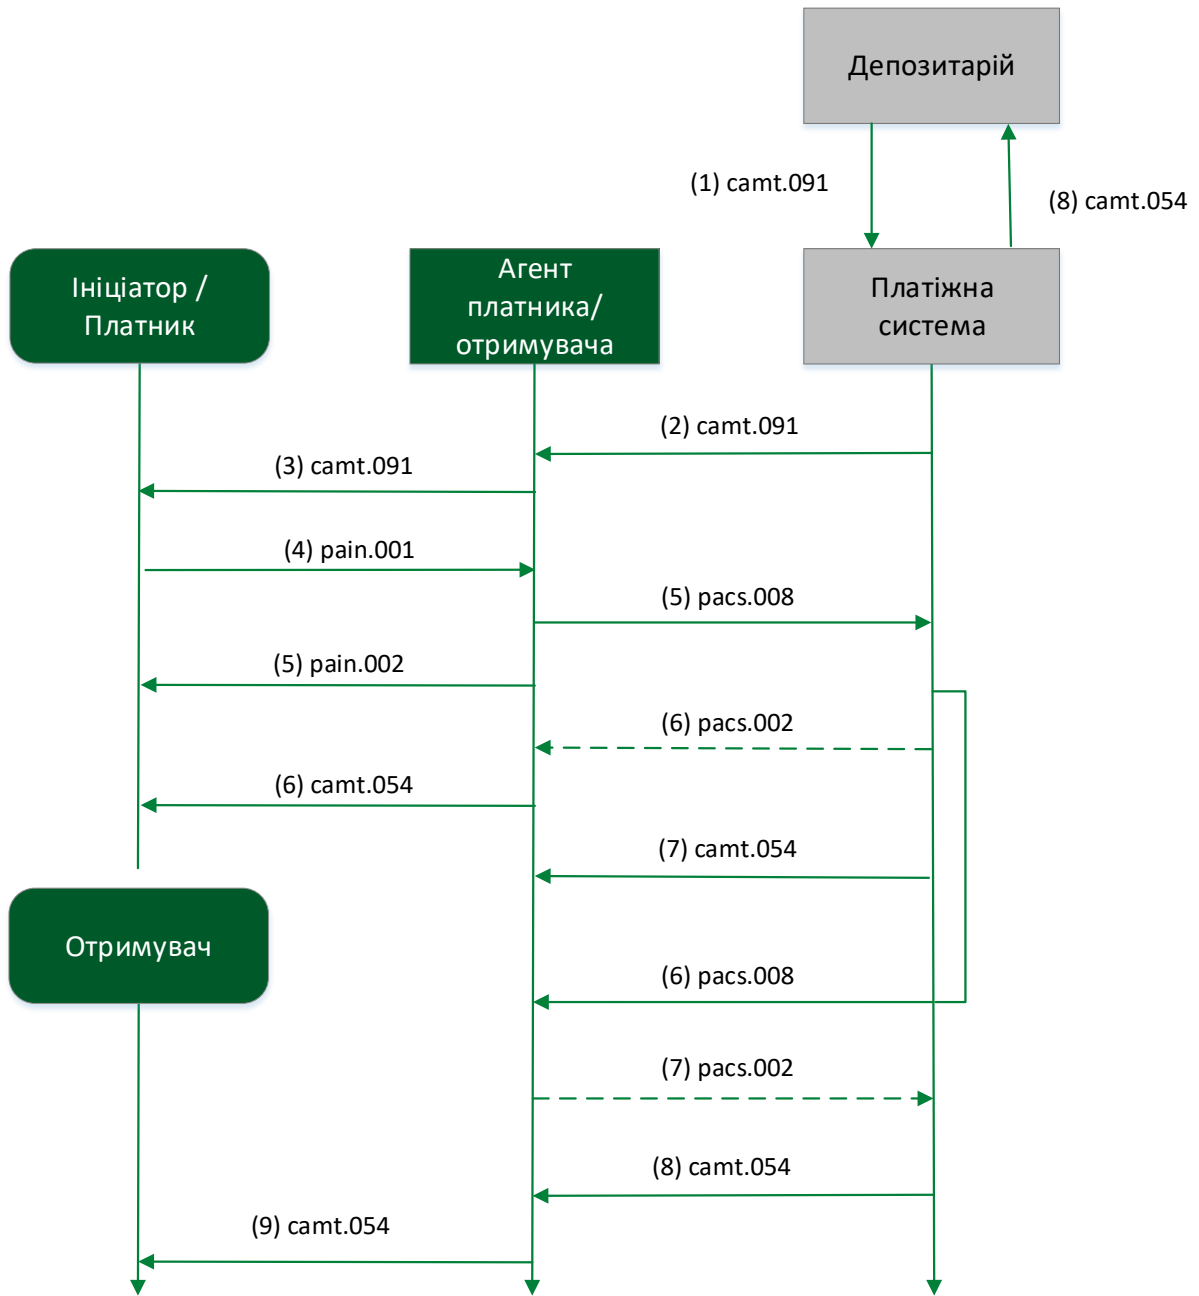 Депозитарій
(1) camt.091
(8) camt.054
Ініціатор /
Платник
Агент
платника/
отримувача
Платіжна
система
(2) camt.091
(3) camt.091
(4) pain.001
(5) pacs.008
(5) pain.002
(6) pacs.002
(6) camt.054
(7) camt.054
Отримувач
(6) pacs.008
(7) pacs.002
(8) camt.054
(9) camt.054